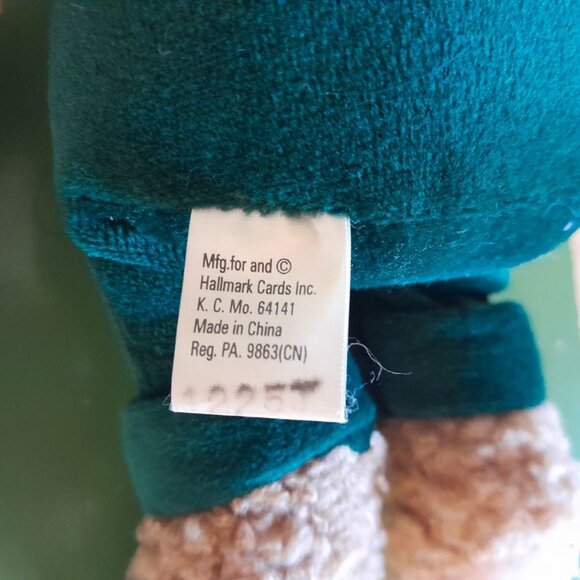 Mfg.for and ©
Hallmark Cards Inc.
K. C. Mo. 64141
Made in China
Reg. PA. 9863(CN)